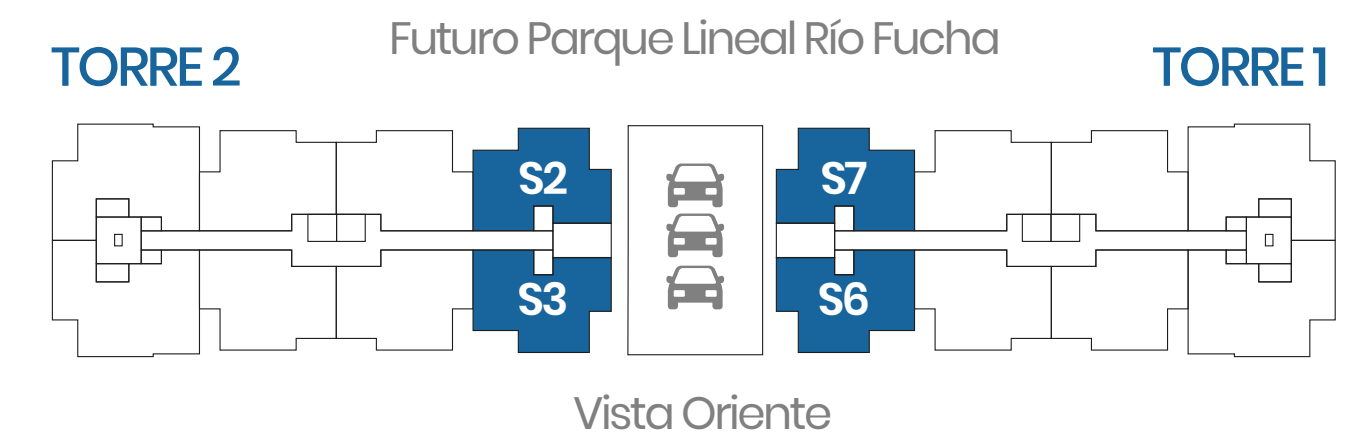 Futuro Parque Lineal Río Fucha
TORRE 2
TORRE 1
S2
S7
S3
S6
Vista Oriente